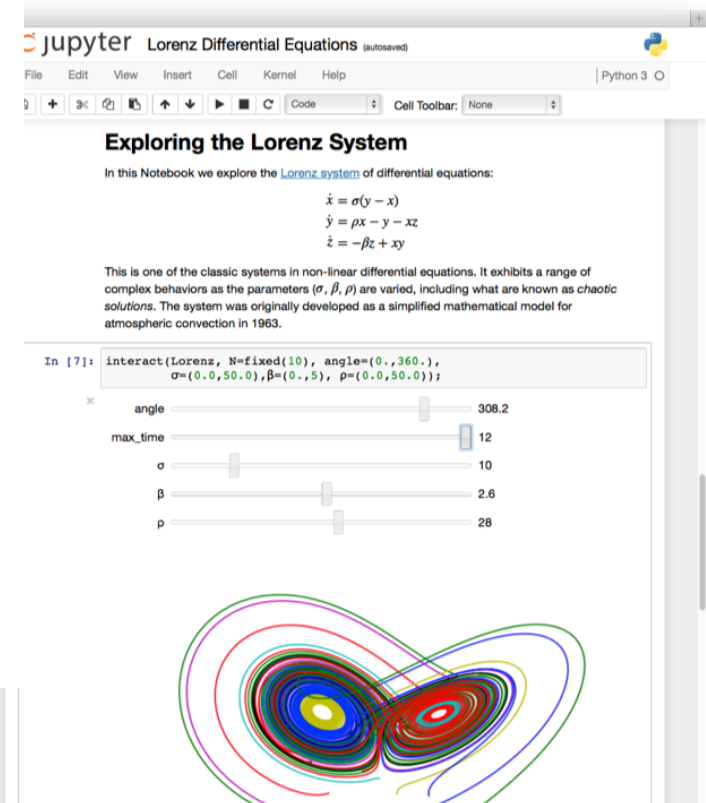 jupyter Lorenz Differential Equations (autosaved)
File Edit View Insert Cell Kernel Help Python 3
Code Cell Toolbar: None
Exploring the Lorenz System
In this Notebook we explore the Lorenz system of differential equations:
ẋ = σ(y − x)
ẏ = ρx − y − xz
ż = −βz + xy
This is one of the classic systems in non-linear differential equations. It exhibits a range of
complex behaviors as the parameters (σ, β, ρ) are varied, including what are known as chaotic
solutions. The system was originally developed as a simplified mathematical model for
atmospheric convection in 1963.
In [7]: interact(Lorenz, N=fixed(10), angle=(0.,360.),
σ=(0.0,50.0),β=(0.,5), ρ=(0.0,50.0));
angle 308.2
max_time 12
σ 10
β 2.6
ρ 28